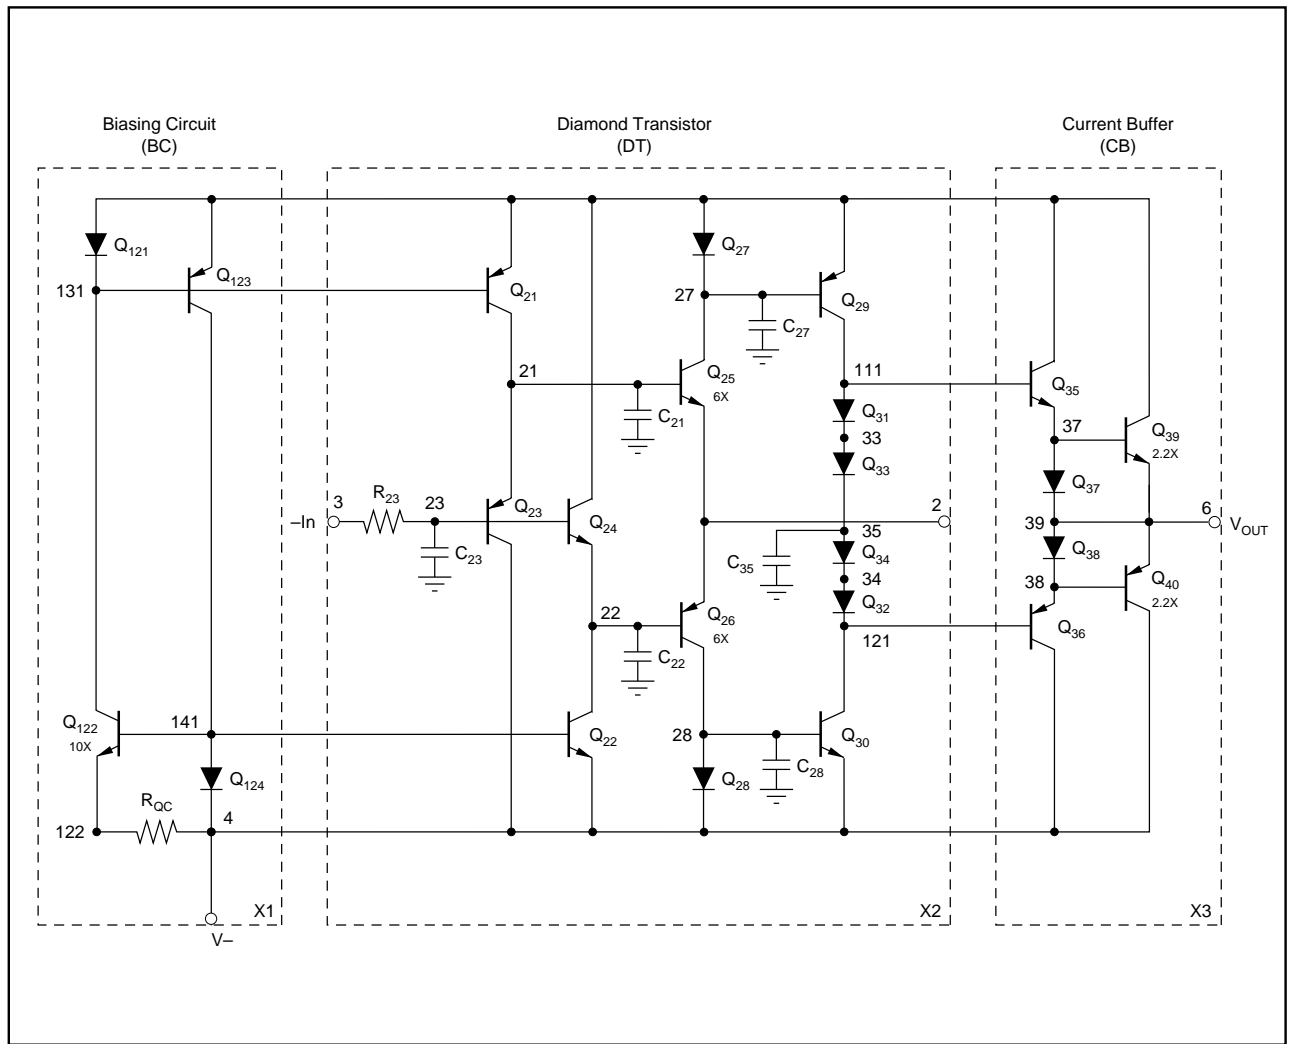 Biasing Circuit
(BC)
Diamond Transistor
(DT)
Current Buffer
(CB)
Q121
Q123
131
Q21
Q27
27
C27
Q29
21
C21
Q25
6X
111
Q31
33
Q33
Q35
37
Q39
2.2X
Q37
–In
3
R23
23
C23
Q23
Q24
2
35
C35
Q34
34
Q32
39
6
VOUT
Q38
38
Q40
2.2X
Q36
22
C22
Q26
6X
121
Q122
10X
141
Q22
28
C28
Q30
Q124
Q28
RQC
122
4
X1
X2
X3
V–